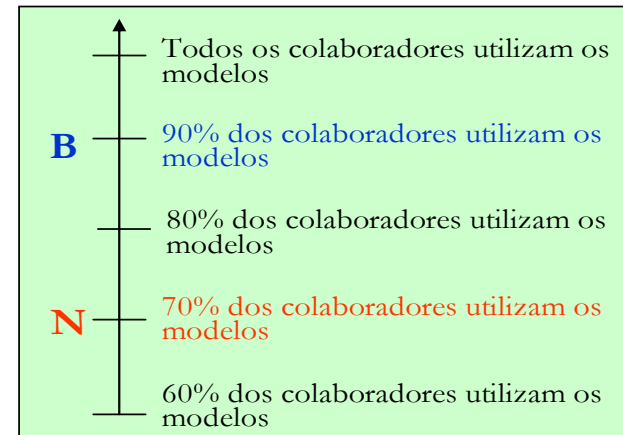 Todos os colaboradores utilizam os
modelos
B
90% dos colaboradores utilizam os
modelos
80% dos colaboradores utilizam os
modelos
N
70% dos colaboradores utilizam os
modelos
60% dos colaboradores utilizam os
modelos